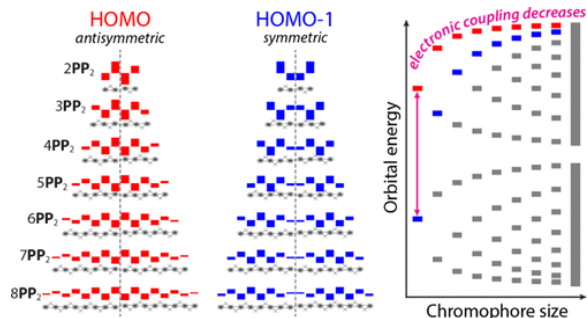 HOMO
antisymmetric
2PP2
3PP2
4PP2
5PP2
6PP2
7PP2
8PP2
HOMO-1
symmetric
electronic coupling decreases
Orbital energy
Chromophore size